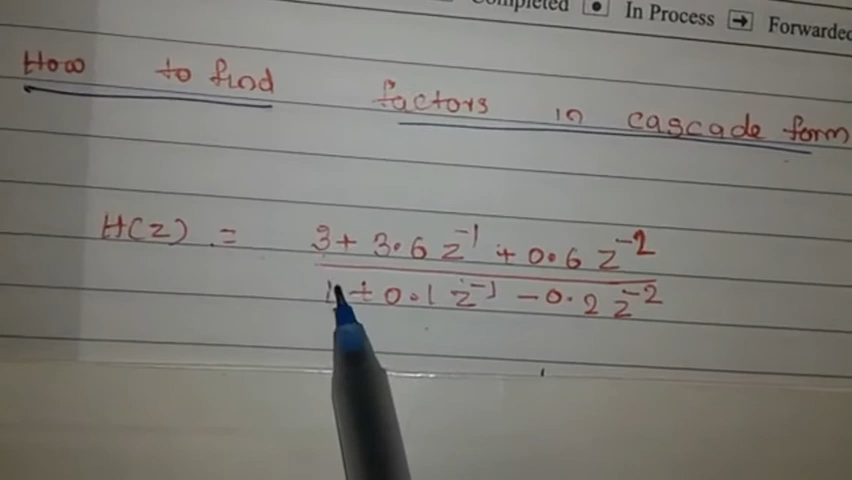 Completed • In Process → Forwarded
How to find factors in cascade form
H(z) = 3 + 3.6 z⁻¹ + 0.6 z⁻²
1 + 0.1 z⁻¹ - 0.2 z⁻²